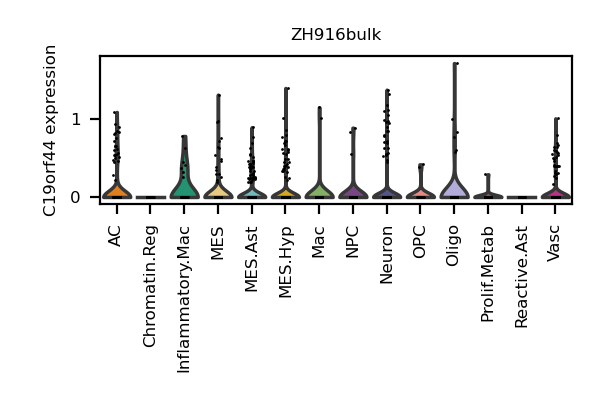 ZH916bulk
C19orf44 expression
1
0
AC
Chromatin.Reg
Inflammatory.Mac
MES
MES.Ast
MES.Hyp
Mac
NPC
Neuron
OPC
Oligo
Prolif.Metab
Reactive.Ast
Vasc